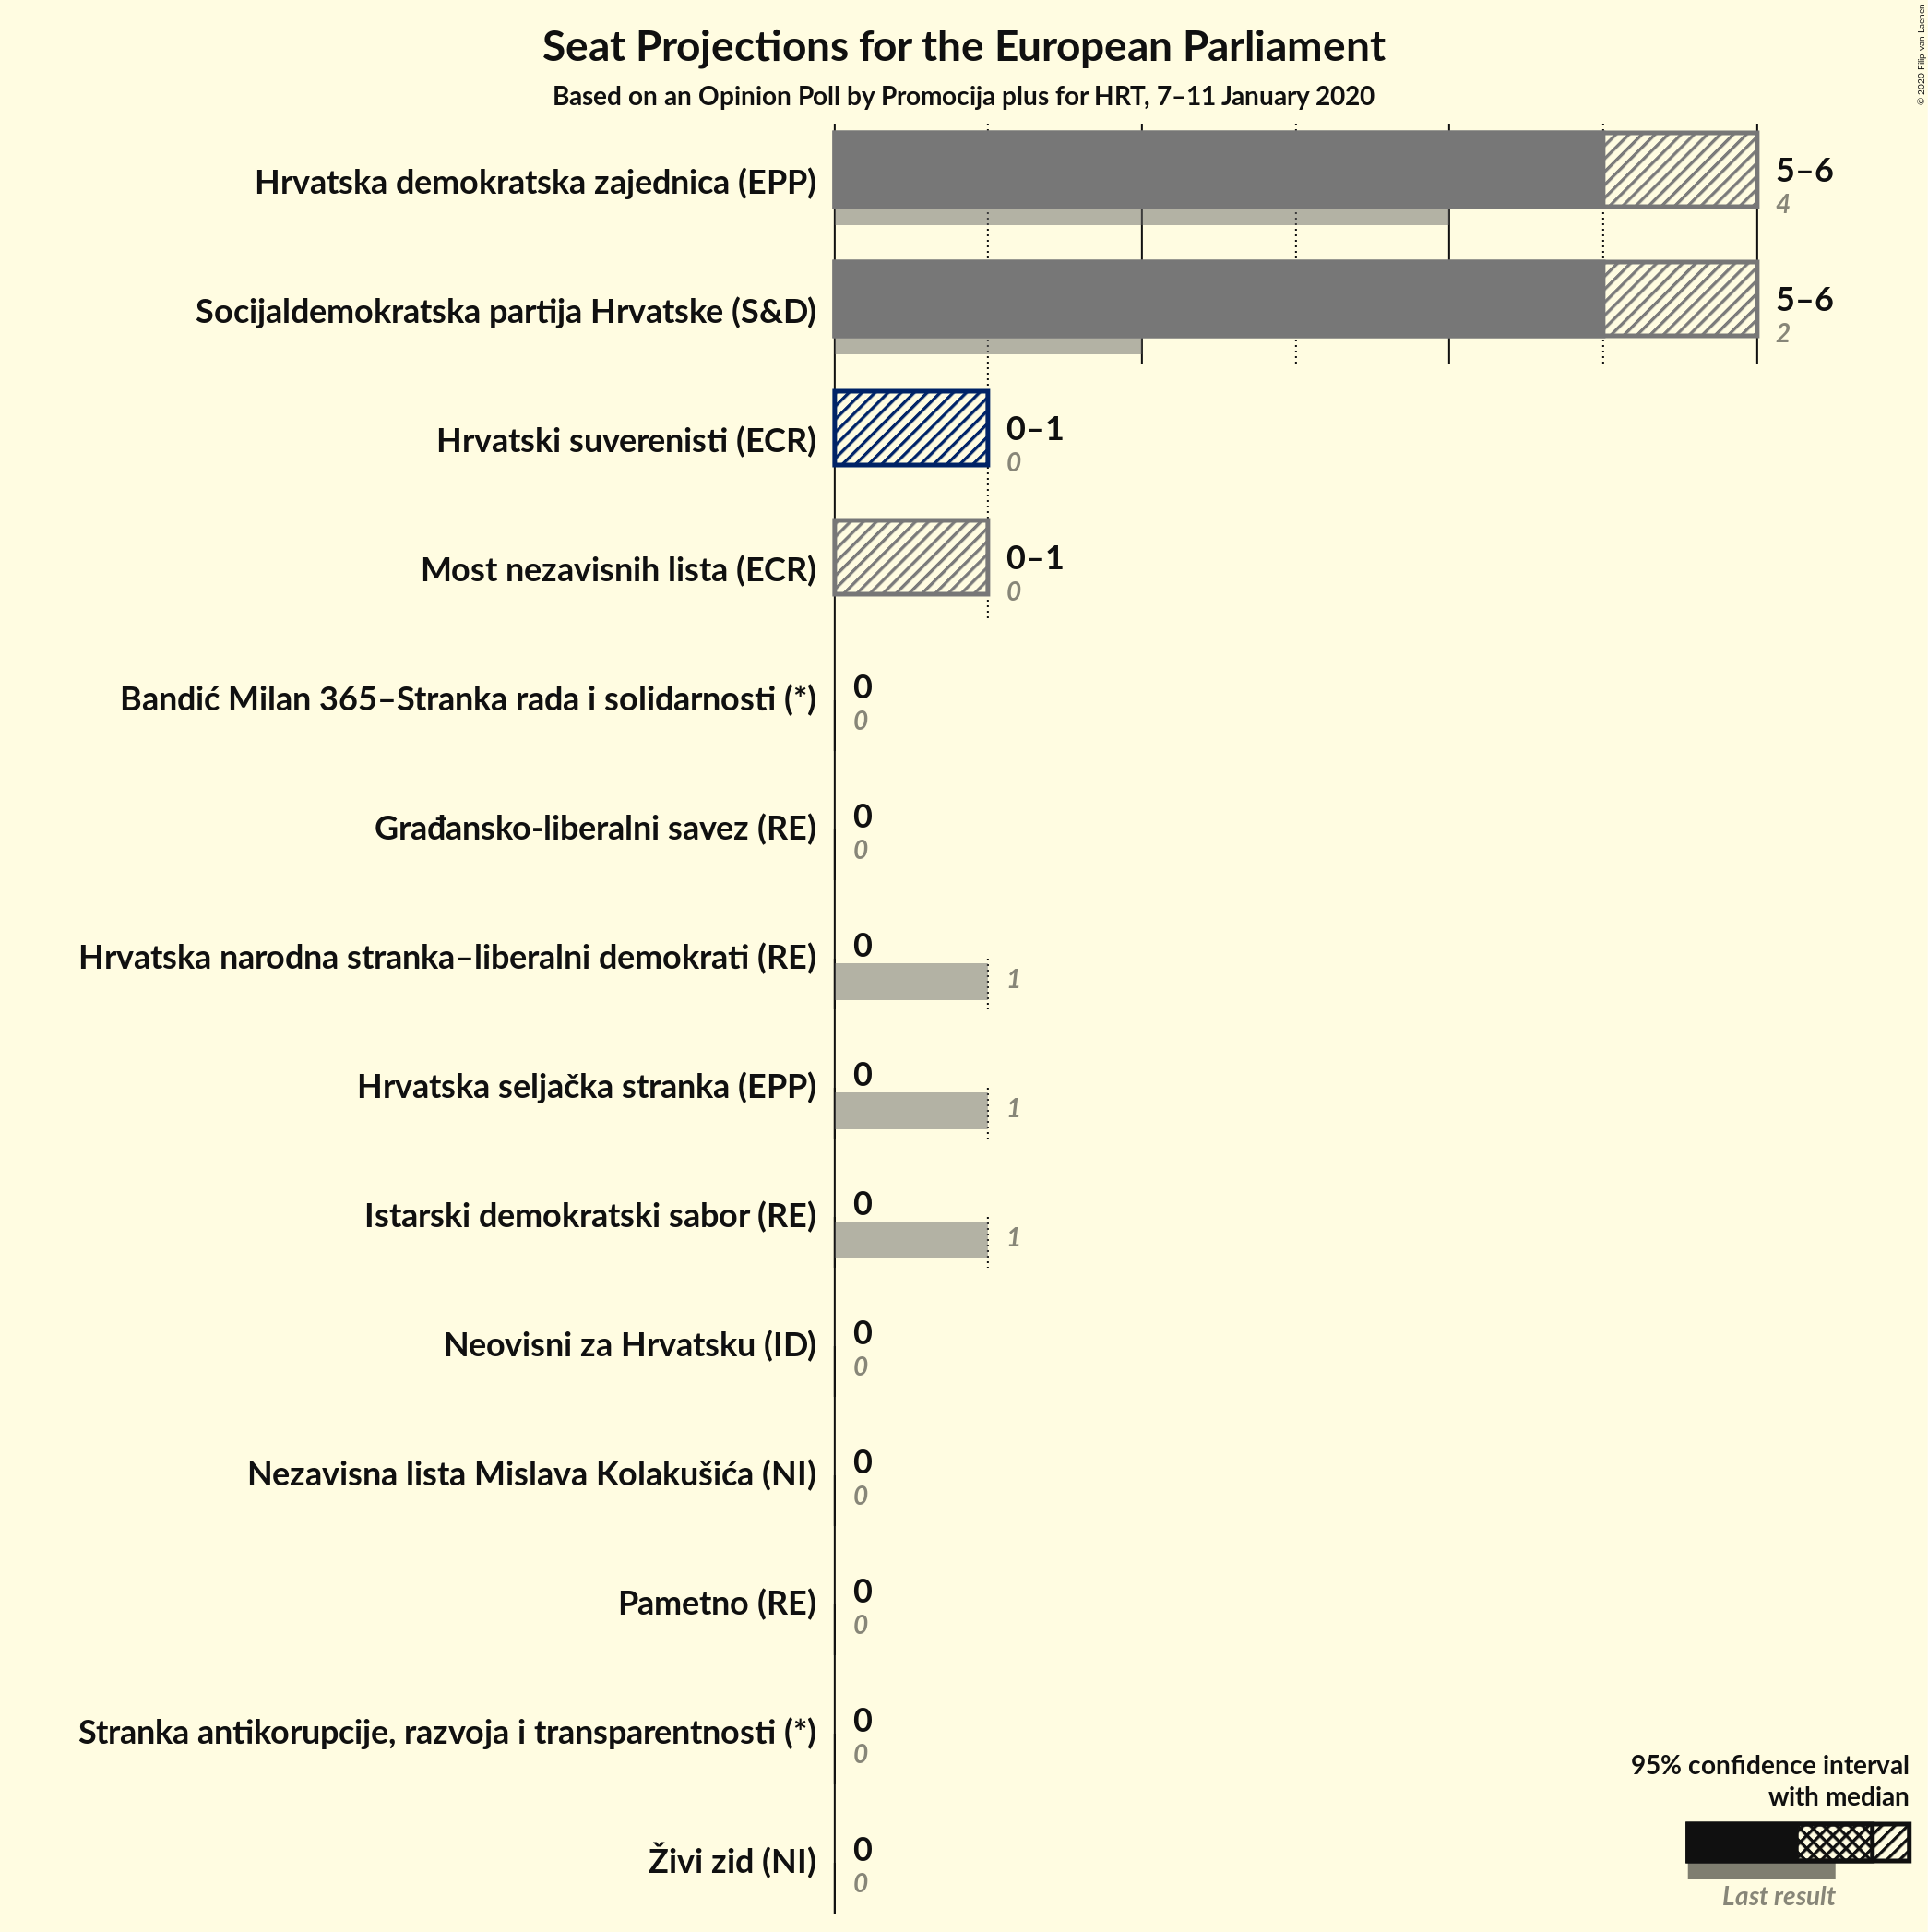 Seat Projections for the European Parliament
Based on an Opinion Poll by Promocija plus for HRT, 7–11 January 2020
© 2020 Filip van Laenen
Hrvatska demokratska zajednica (EPP)
5–6
4
Socijaldemokratska partija Hrvatske (S&D)
5–6
2
Hrvatski suverenisti (ECR)
0–1
0
Most nezavisnih lista (ECR)
0–1
0
Bandić Milan 365–Stranka rada i solidarnosti (*)
0
0
Građansko-liberalni savez (RE)
0
0
Hrvatska narodna stranka–liberalni demokrati (RE)
0
1
Hrvatska seljačka stranka (EPP)
0
1
Istarski demokratski sabor (RE)
0
1
Neovisni za Hrvatsku (ID)
0
0
Nezavisna lista Mislava Kolakušića (NI)
0
0
Pametno (RE)
0
0
Stranka antikorupcije, razvoja i transparentnosti (*)
0
0
Živi zid (NI)
0
0
95% confidence interval
with median
Last result